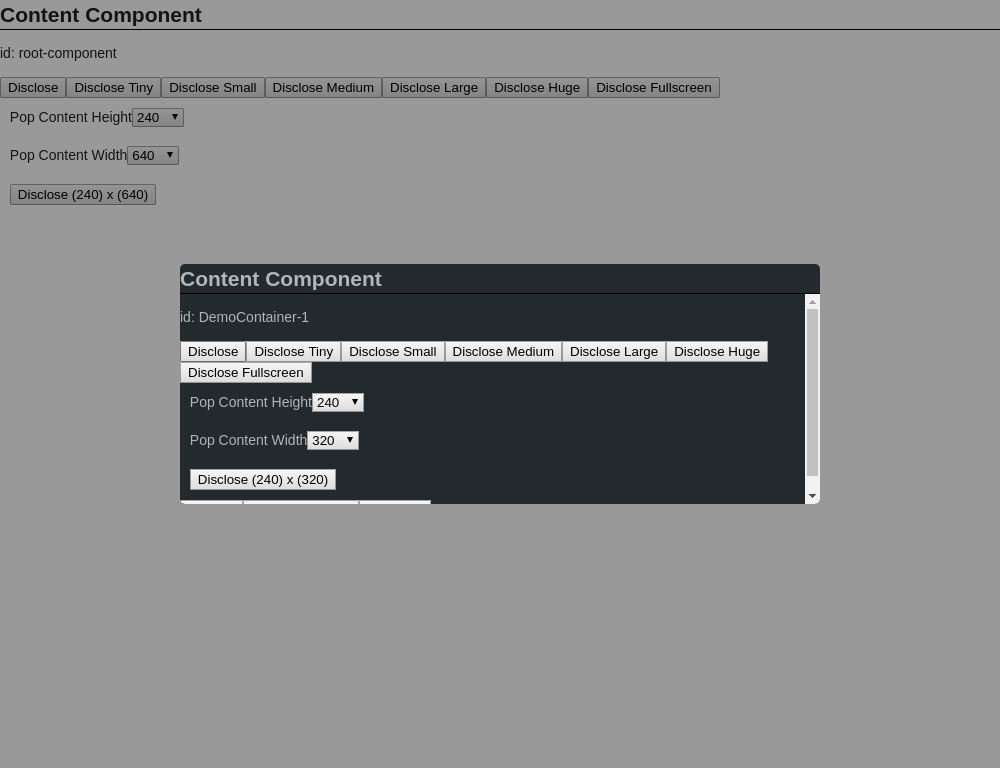 Content Component
id: root-component
Disclose Disclose Tiny Disclose Small Disclose Medium Disclose Large Disclose Huge Disclose Fullscreen
Pop Content Height 240
Pop Content Width 640
Disclose (240) x (640)
Content Component
id: DemoContainer-1
Disclose Disclose Tiny Disclose Small Disclose Medium Disclose Large Disclose Huge
Disclose Fullscreen
Pop Content Height 240
Pop Content Width 320
Disclose (240) x (320)